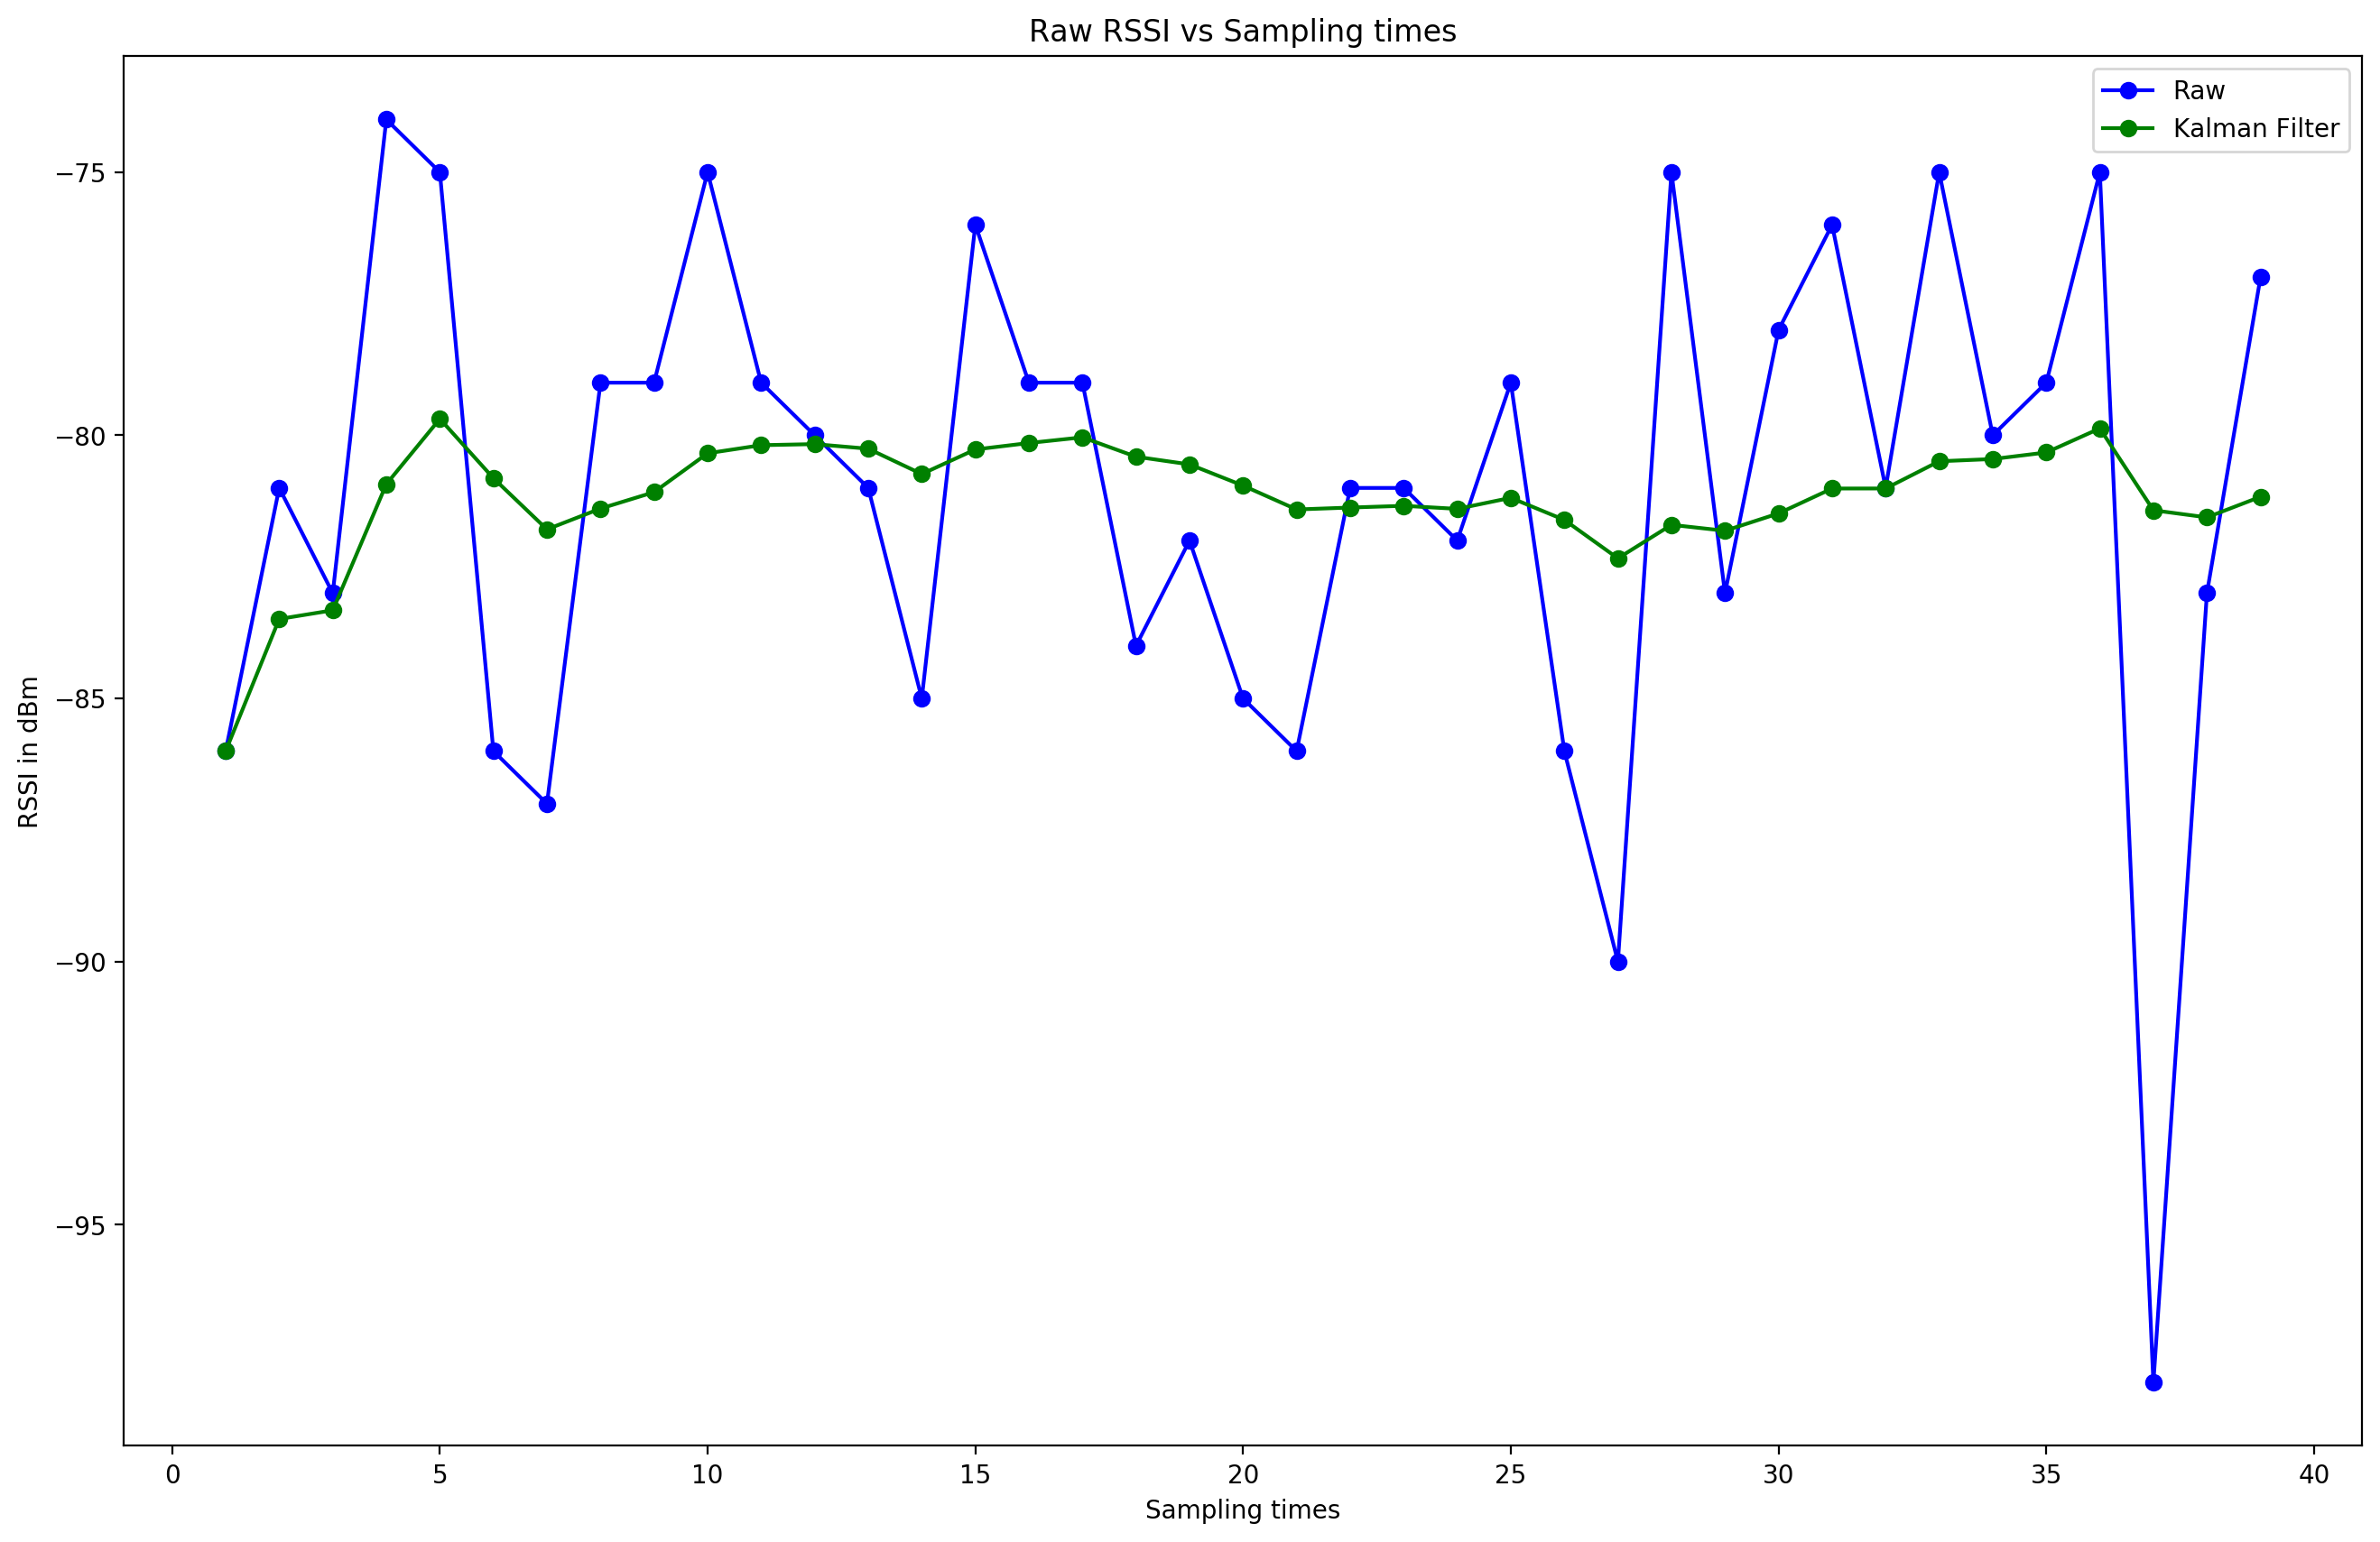 Raw RSSI vs Sampling times
Raw
Kalman Filter
RSSI in dBm
−75
−80
−85
−90
−95
0 5 10 15 20 25 30 35 40
Sampling times